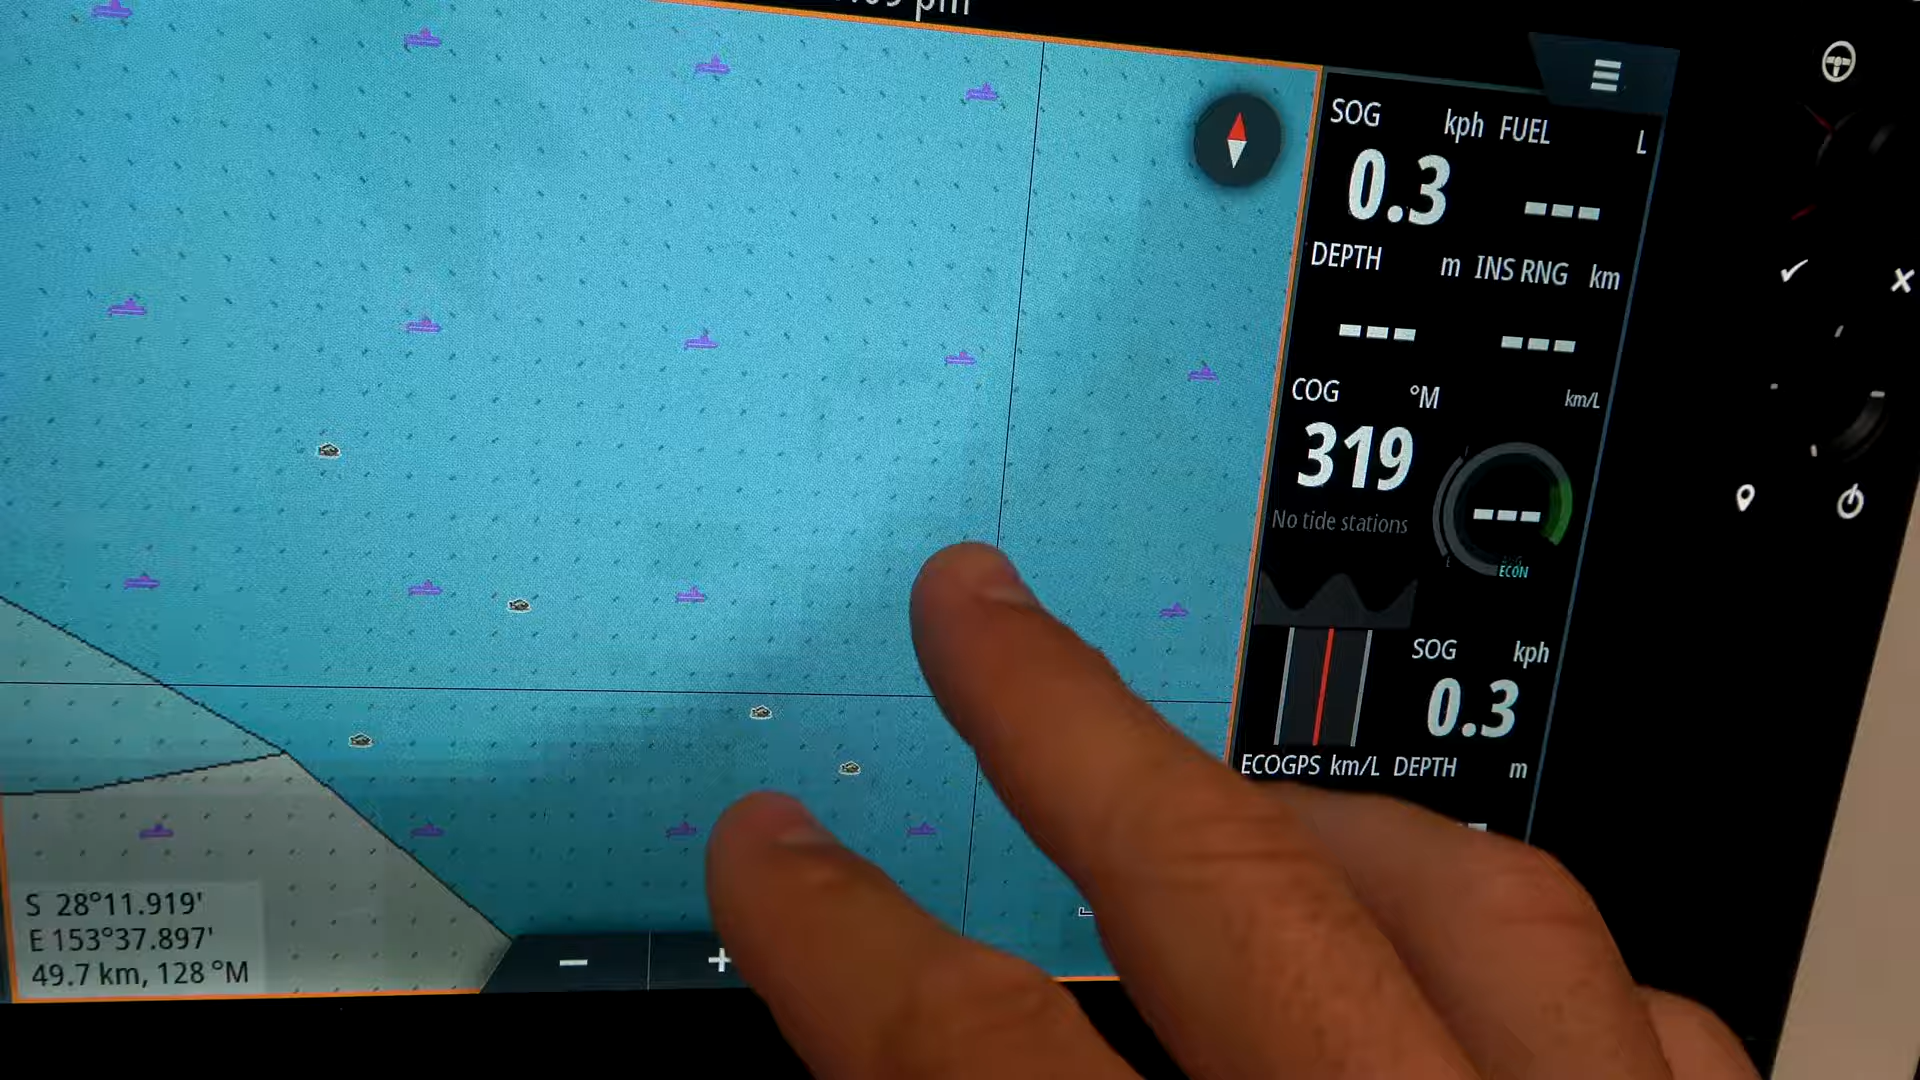 pm
SOG kph FUEL L
0.3 ---
DEPTH m INS RNG km
--- ---
COG °M km/L
319
---
No tide stations
ECON
SOG kph
0.3
ECOGPS km/L DEPTH m
S 28°11.919'
E 153°37.897'
49.7 km, 128 °M
− +